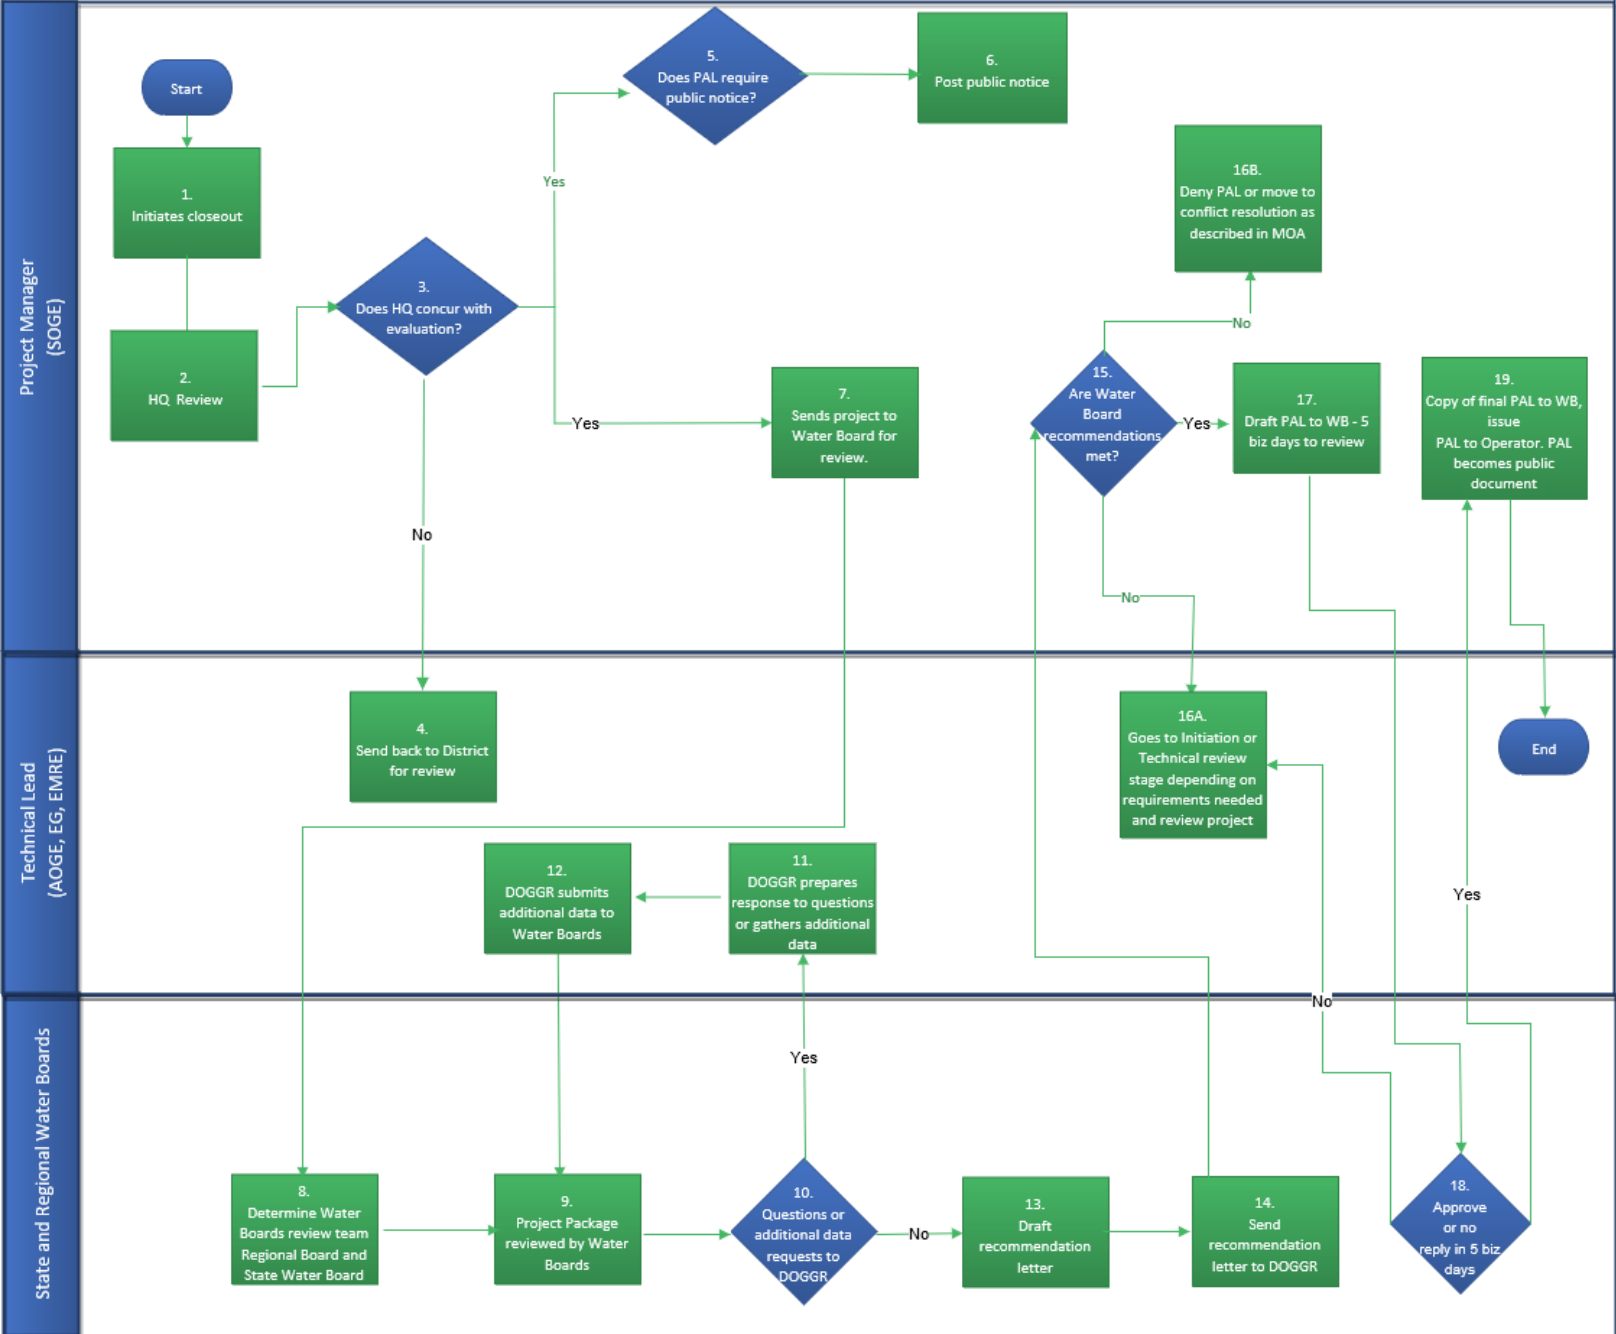 Project Manager
(SOGE)
Start
1.
Initiates closeout
2.
HQ Review
3.
Does HQ concur with
evaluation?
Yes
Yes
No
5.
Does PAL require
public notice?
6.
Post public notice
7.
Sends project to
Water Board for
review.
16B.
Deny PAL or move to
conflict resolution as
described in MOA
No
15.
Are Water
Board
recommendations
met?
Yes
No
17.
Draft PAL to WB - 5
biz days to review
19.
Copy of final PAL to WB,
issue
PAL to Operator. PAL
becomes public
document
Technical Lead
(AOGE, EG, EMRE)
4.
Send back to District
for review
12.
DOGGR submits
additional data to
Water Boards
11.
DOGGR prepares
response to questions
or gathers additional
data
16A.
Goes to Initiation or
Technical review
stage depending on
requirements needed
and review project
End
Yes
No
State and Regional Water Boards
Yes
8.
Determine Water
Boards review team
Regional Board and
State Water Board
9.
Project Package
reviewed by Water
Boards
10.
Questions or
additional data
requests to
DOGGR
No
13.
Draft
recommendation
letter
14.
Send
recommendation
letter to DOGGR
18.
Approve
or no
reply in 5 biz
days